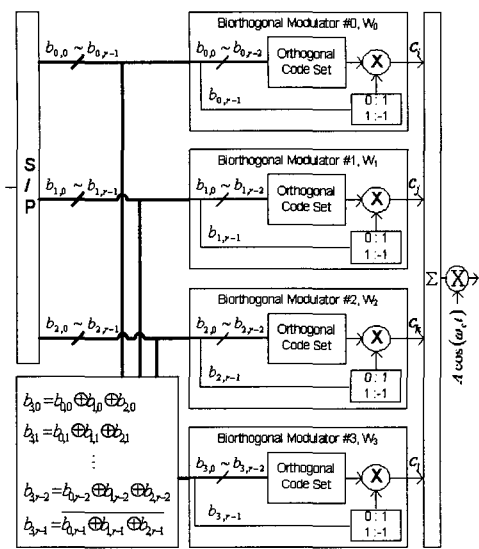 S / P
Biorthogonal Modulator #0, W₀
b₀,₀ ~ b₀,ᵣ₋₁
b₀,₀ ~ b₀,ᵣ₋₂
Orthogonal
Code Set
X
Cᵢ
b₀,ᵣ₋₁
0 : 1
1 : -1
Biorthogonal Modulator #1, W₁
b₁,₀ ~ b₁,ᵣ₋₁
b₁,₀ ~ b₁,ᵣ₋₂
Orthogonal
Code Set
X
Cⱼ
b₁,ᵣ₋₁
0 : 1
1 : -1
Biorthogonal Modulator #2, W₂
b₂,₀ ~ b₂,ᵣ₋₁
b₂,₀ ~ b₂,ᵣ₋₂
Orthogonal
Code Set
X
Cₖ
b₂,ᵣ₋₁
0 : 1
1 : -1
Σ
X
A cos(ω꜀t)
b₃,₀=b₀,₀⊕b₁,₀⊕b₂,₀
b₃,₁=b₀,₁⊕b₁,₁⊕b₂,₁
⋮
b₃,ᵣ₋₂=b₀,ᵣ₋₂⊕b₁,ᵣ₋₂⊕b₂,ᵣ₋₂
b₃,ᵣ₋₁=\overline{b₀,ᵣ₋₁⊕b₁,ᵣ₋₁⊕b₂,ᵣ₋₁}
Biorthogonal Modulator #3, W₃
b₃,₀ ~ b₃,ᵣ₋₂
Orthogonal
Code Set
X
Cₗ
b₃,ᵣ₋₁
0 : 1
1 : -1